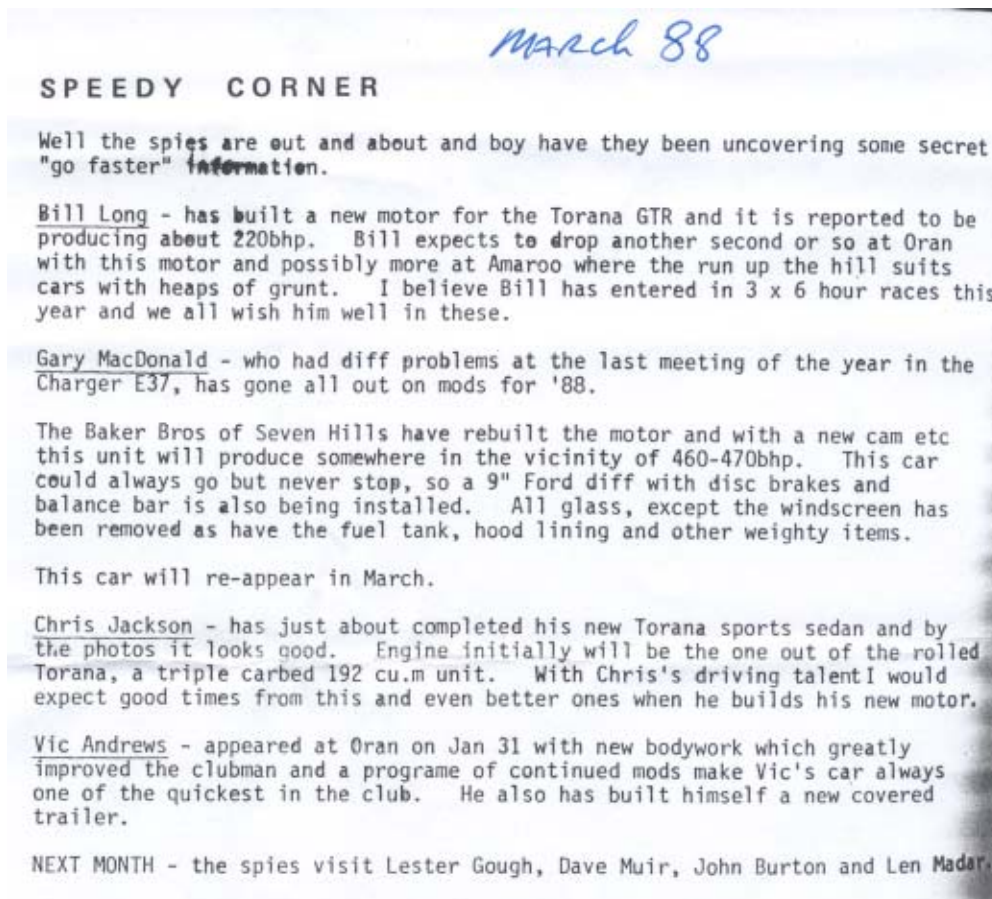 March 88
SPEEDY CORNER
Well the spies are out and about and boy have they been uncovering some secret
"go faster" information.
Bill Long - has built a new motor for the Torana GTR and it is reported to be
producing about 220bhp. Bill expects to drop another second or so at Oran
with this motor and possibly more at Amaroo where the run up the hill suits
cars with heaps of grunt. I believe Bill has entered in 3 x 6 hour races this
year and we all wish him well in these.
Gary MacDonald - who had diff problems at the last meeting of the year in the
Charger E37, has gone all out on mods for '88.
The Baker Bros of Seven Hills have rebuilt the motor and with a new cam etc
this unit will produce somewhere in the vicinity of 460-470bhp. This car
could always go but never stop, so a 9" Ford diff with disc brakes and
balance bar is also being installed. All glass, except the windscreen has
been removed as have the fuel tank, hood lining and other weighty items.
This car will re-appear in March.
Chris Jackson - has just about completed his new Torana sports sedan and by
the photos it looks good. Engine initially will be the one out of the rolled
Torana, a triple carbed 192 cu.m unit. With Chris's driving talent I would
expect good times from this and even better ones when he builds his new motor.
Vic Andrews - appeared at Oran on Jan 31 with new bodywork which greatly
improved the clubman and a programe of continued mods make Vic's car always
one of the quickest in the club. He also has built himself a new covered
trailer.
NEXT MONTH - the spies visit Lester Gough, Dave Muir, John Burton and Len Madar.